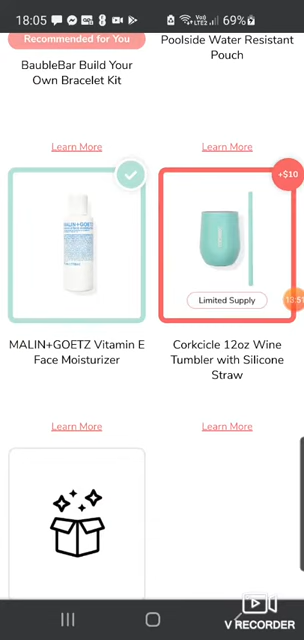 18:05
69%
Recommended for You
BaubleBar Build Your
Own Bracelet Kit
Poolside Water Resistant
Pouch
Learn More
Learn More
+$10
MALIN+GOETZ
Limited Supply
13:51
MALIN+GOETZ Vitamin E
Face Moisturizer
Corkcicle 12oz Wine
Tumbler with Silicone
Straw
Learn More
Learn More
V RECORDER